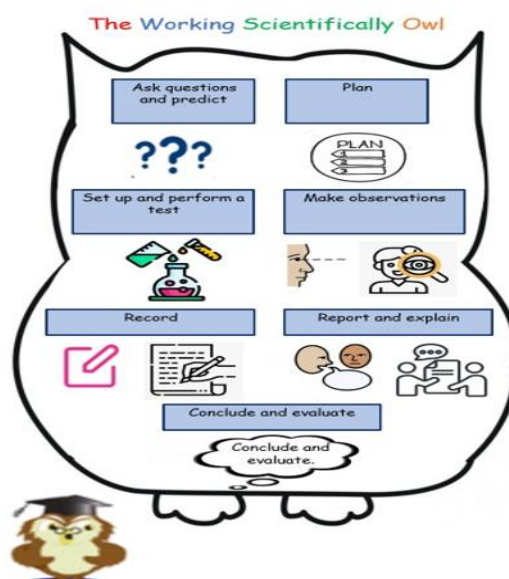 The Working Scientifically Owl
Ask questions
and predict
Plan
???
PLAN
Set up and perform a
test
Make observations
Record
Report and explain
Conclude and evaluate
Conclude and
evaluate.